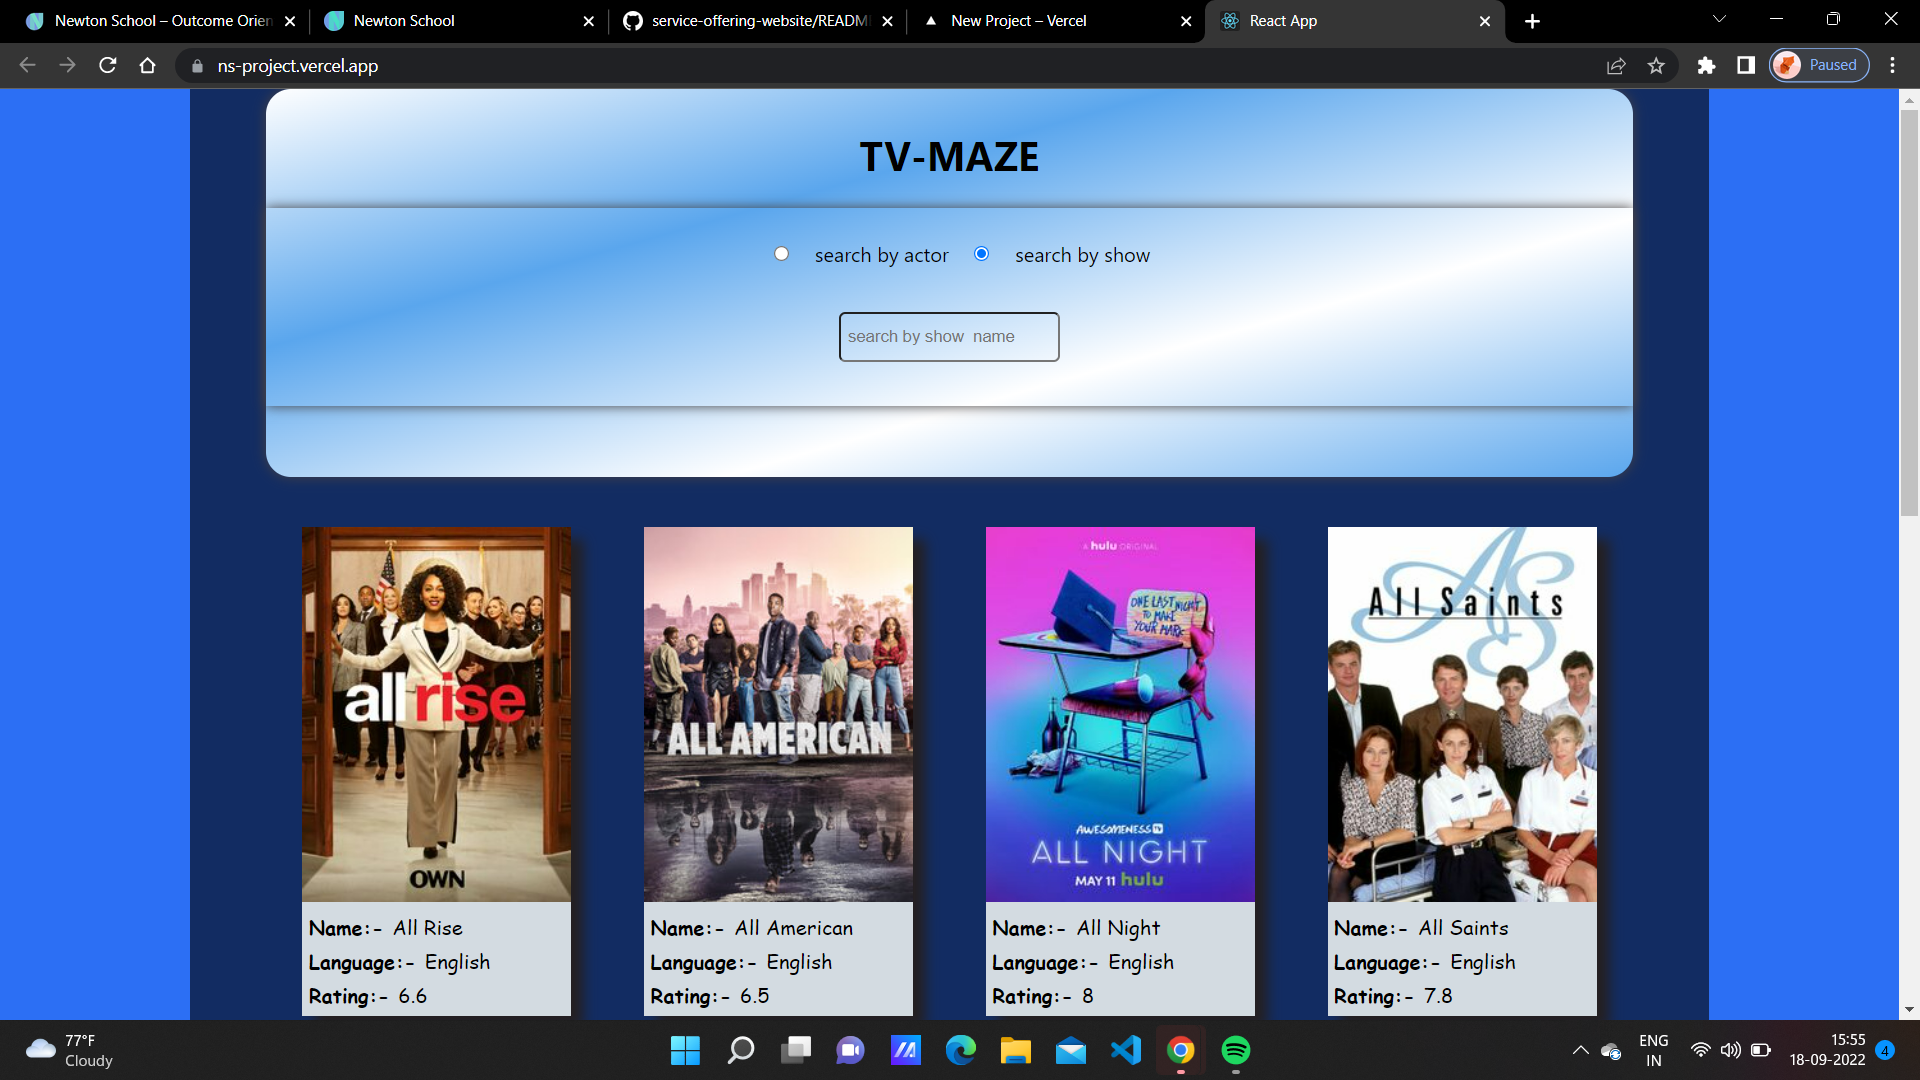 Newton School – Outcome Orien
Newton School
service-offering-website/READM
New Project – Vercel
React App
ns-project.vercel.app
Paused
TV-MAZE
search by actor
search by show
search by show  name
all rise
OWN
ALL AMERICAN
A hulu ORIGINAL
ONE LAST NIGHT
TO MAKE
YOUR MARK
AWESOMENESS TV
ALL NIGHT
MAY 11 hulu
AS
All Saints
Name:- All Rise
Language:- English
Rating:- 6.6
Name:- All American
Language:- English
Rating:- 6.5
Name:- All Night
Language:- English
Rating:- 8
Name:- All Saints
Language:- English
Rating:- 7.8
77°F
Cloudy
ENG
IN
15:55
18-09-2022
4